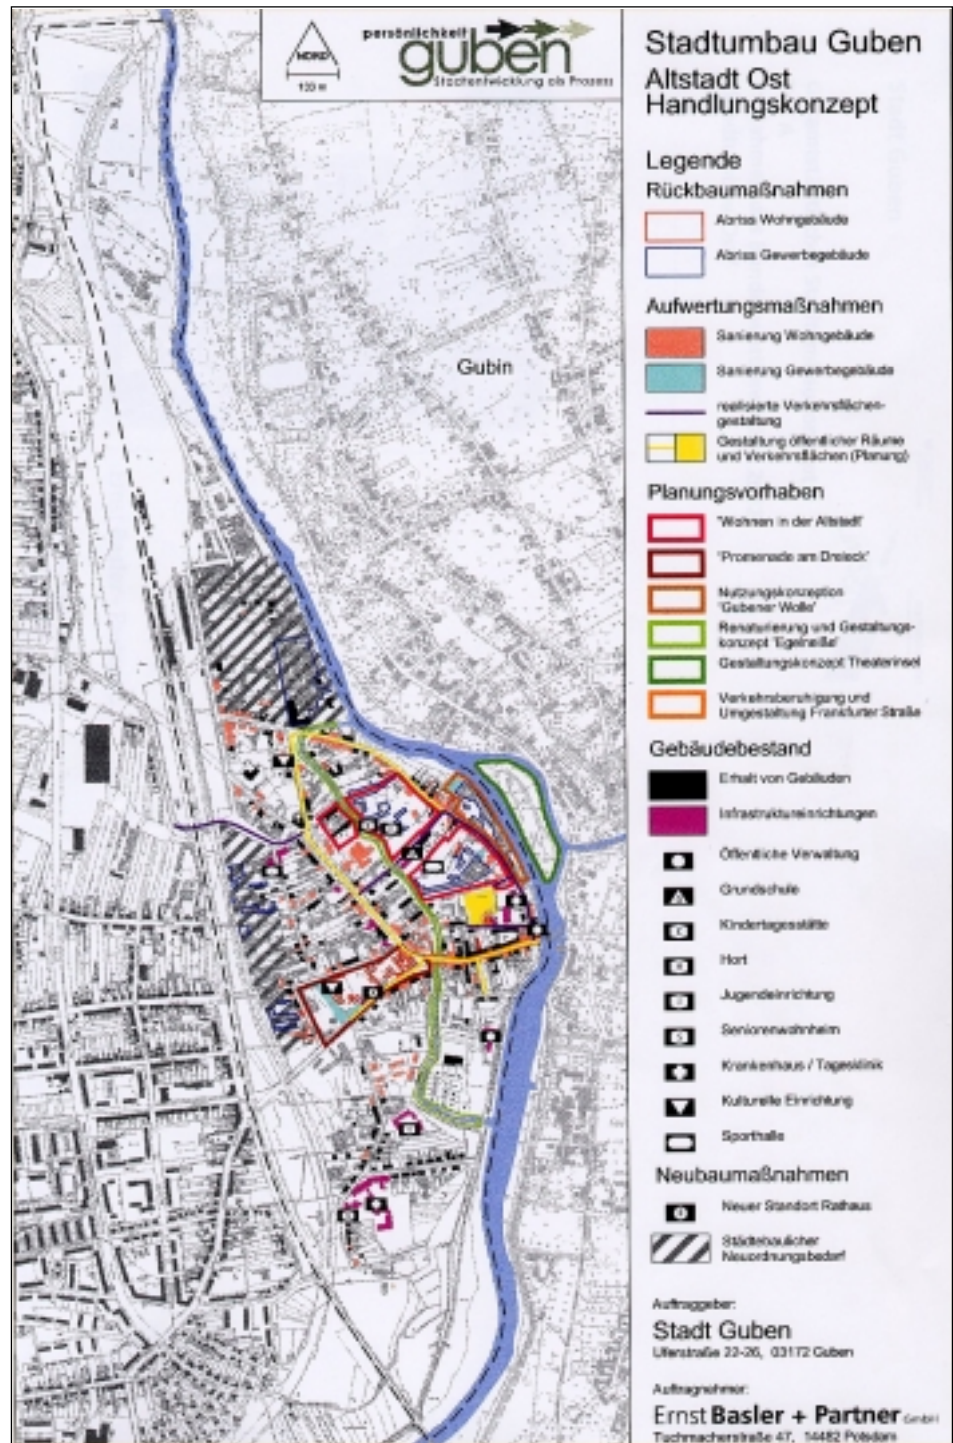 NORD
100 m
persönlichkeit
guben
Stadtentwicklung als Prozess
Gubin
Stadtumbau Guben
Altstadt Ost
Handlungskonzept
Legende
Rückbaumaßnahmen
Abriss Wohngebäude
Abriss Gewerbegebäude
Aufwertungsmaßnahmen
Sanierung Wohngebäude
Sanierung Gewerbegebäude
realisierte Verkehrsflächen-
gestaltung
Gestaltung öffentlicher Räume
und Verkehrsflächen (Planung)
Planungsvorhaben
'Wohnen in der Altstadt'
'Promenade am Dreieck'
Nutzungskonzeption
'Gubener Wolle'
Renaturierung und Gestaltungs-
konzept 'Egelneiße'
Gestaltungskonzept Theaterinsel
Verkehrsberuhigung und
Umgestaltung Frankfurter Straße
Gebäudebestand
Erhalt von Gebäuden
Infrastruktureinrichtungen
Öffentliche Verwaltung
Grundschule
Kindertagesstätte
Hort
Jugendeinrichtung
Seniorenwohnheim
Krankenhaus / Tagesklinik
Kulturelle Einrichtung
Sporthalle
Neubaumaßnahmen
Neuer Standort Rathaus
Städtebaulicher
Neuordnungsbedarf
Auftraggeber:
Stadt Guben
Uferstraße 22-26, 03172 Guben
Auftragnehmer:
Ernst Basler + Partner GmbH
Tuchmacherstraße 47, 14482 Potsdam